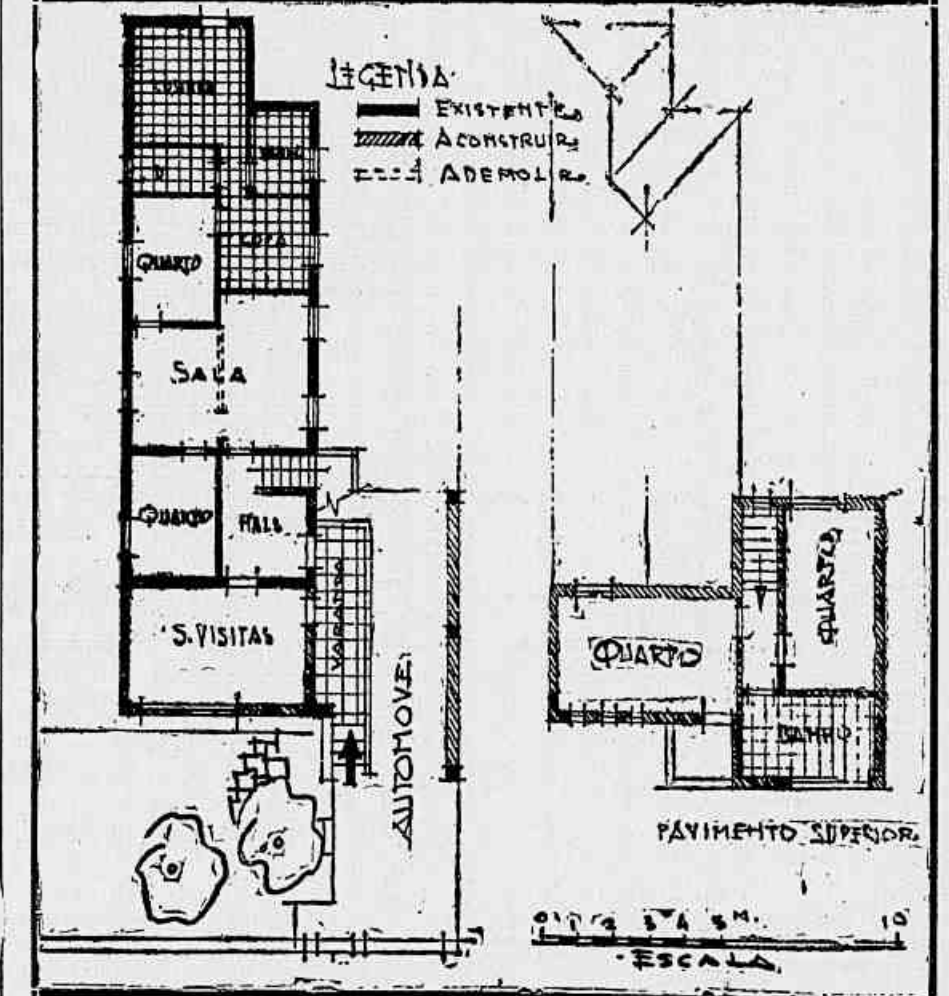 LEGENDA
EXISTENTE
A CONSTRUIR
A DEMOLIR
COPA
QUARTO
SALA
QUARTO
HALL
S. VISITAS
VARANDA
AUTOMOVEL
QUARTO
QUARTO
BANHO
PAVIMENTO SUPERIOR
0 1 2 3 4 5 M. 10
ESCALA